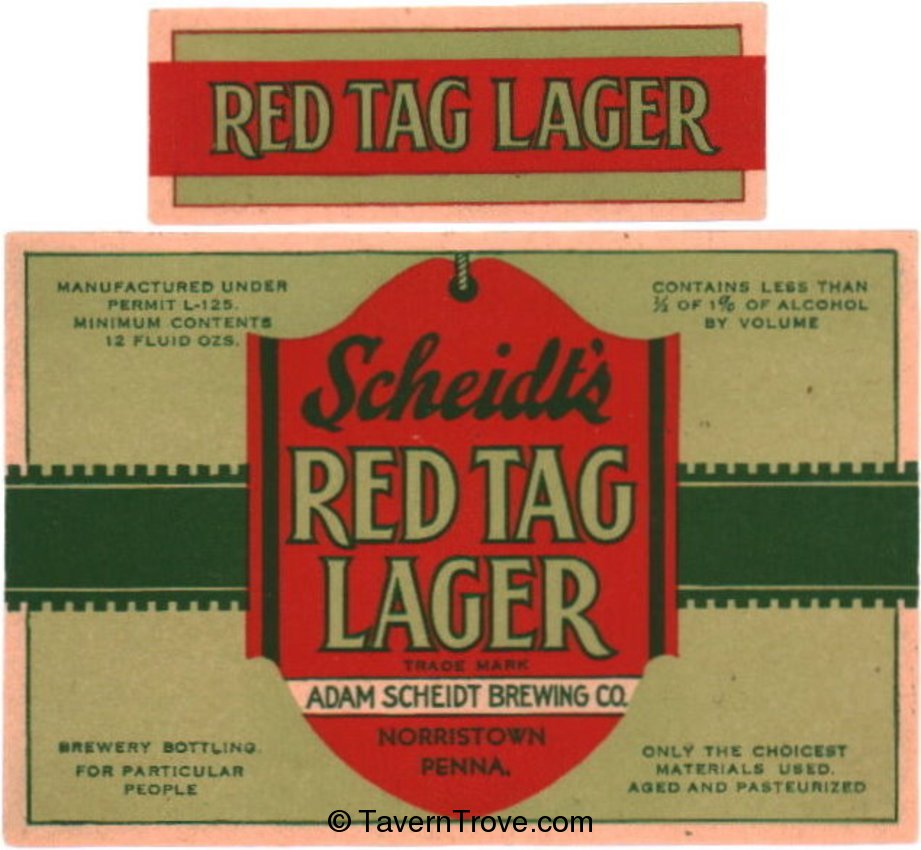 RED TAG LAGER
MANUFACTURED UNDER
PERMIT L-125.
MINIMUM CONTENTS
12 FLUID OZS.
CONTAINS LESS THAN
½ OF 1% OF ALCOHOL
BY VOLUME
Scheidt's
RED TAG
LAGER
TRADE MARK
ADAM SCHEIDT BREWING CO.
NORRISTOWN
PENNA.
BREWERY BOTTLING.
FOR PARTICULAR
PEOPLE
ONLY THE CHOICEST
MATERIALS USED.
AGED AND PASTEURIZED
© TavernTrove.com